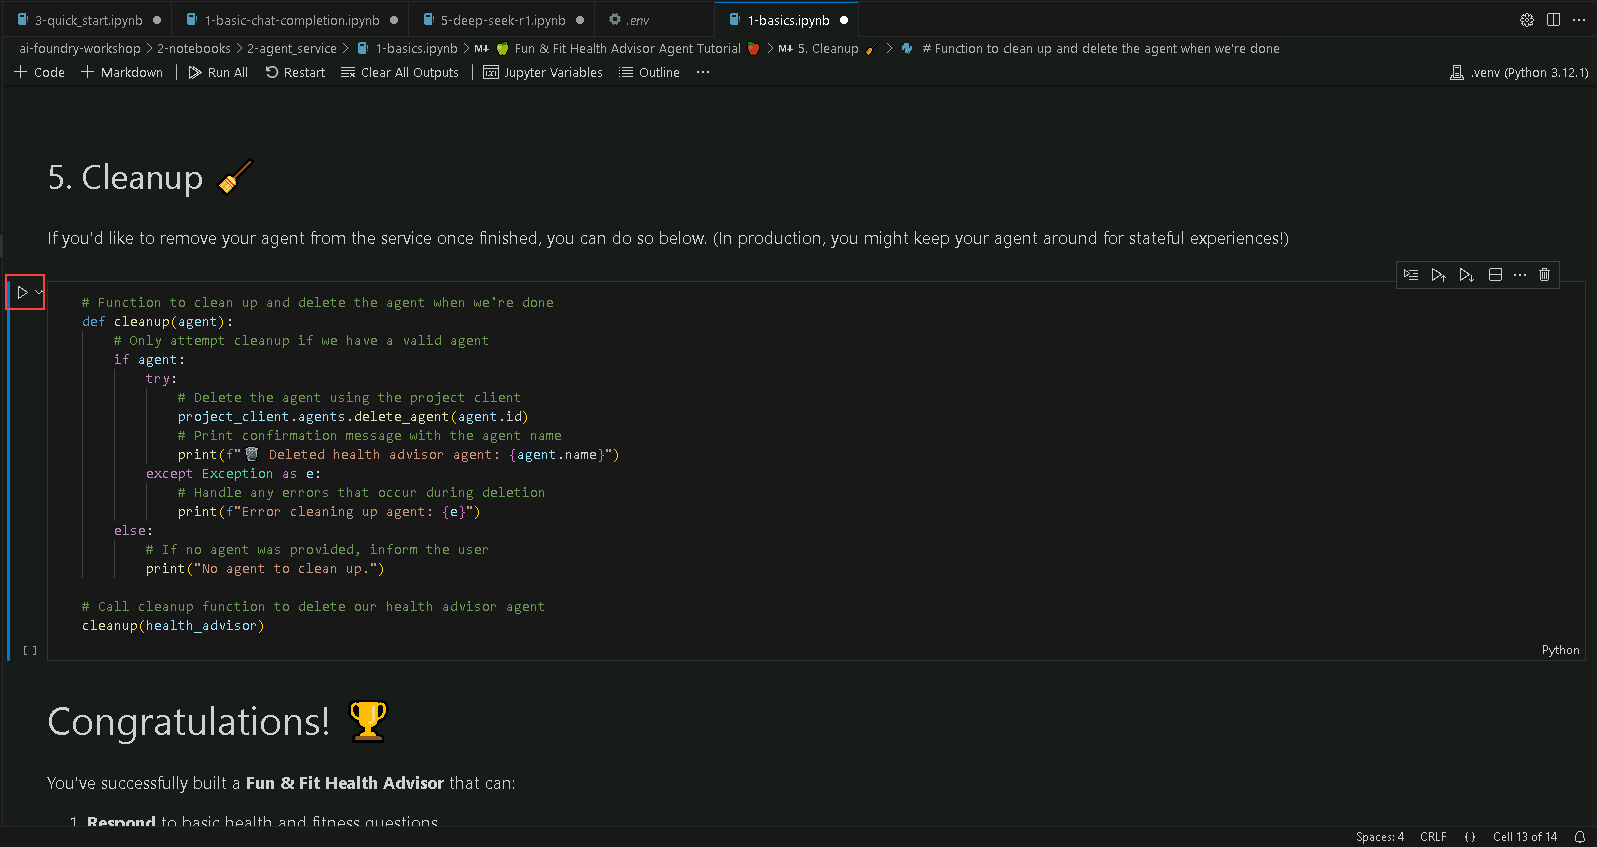 3-quick_start.ipynb 1-basic-chat-completion.ipynb 5-deep-seek-r1.ipynb .env 1-basics.ipynb
ai-foundry-workshop > 2-notebooks > 2-agent_service > 1-basics.ipynb > M↓ 🍏 Fun & Fit Health Advisor Agent Tutorial 🍎 > M↓ 5. Cleanup 🧹 > # Function to clean up and delete the agent when we're done
+ Code + Markdown Run All Restart Clear All Outputs Jupyter Variables Outline ··· .venv (Python 3.12.1)
5. Cleanup 🧹
If you'd like to remove your agent from the service once finished, you can do so below. (In production, you might keep your agent around for stateful experiences!)
# Function to clean up and delete the agent when we're done
def cleanup(agent):
# Only attempt cleanup if we have a valid agent
if agent:
try:
# Delete the agent using the project client
project_client.agents.delete_agent(agent.id)
# Print confirmation message with the agent name
print(f"🗑️ Deleted health advisor agent: {agent.name}")
except Exception as e:
# Handle any errors that occur during deletion
print(f"Error cleaning up agent: {e}")
else:
# If no agent was provided, inform the user
print("No agent to clean up.")
# Call cleanup function to delete our health advisor agent
cleanup(health_advisor)
[ ] Python
Congratulations! 🏆
You've successfully built a Fun & Fit Health Advisor that can:
1. Respond to basic health and fitness questions
Spaces: 4 CRLF {} Cell 13 of 14